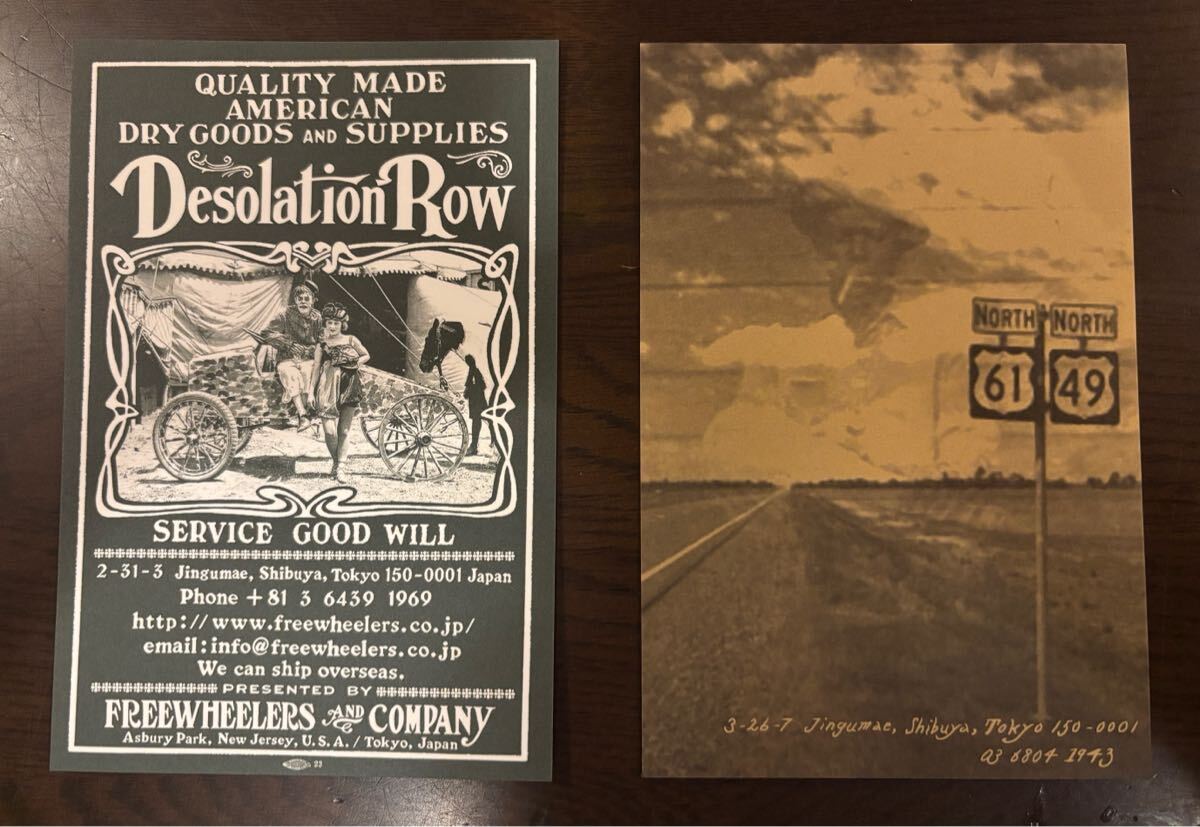 QUALITY MADE
AMERICAN
DRY GOODS AND SUPPLIES
Desolation Row
SERVICE GOOD WILL
2-31-3 Jingumae, Shibuya, Tokyo 150-0001 Japan
Phone +81 3 6439 1969
http://www.freewheelers.co.jp/
email:info@freewheelers.co.jp
We can ship overseas.
PRESENTED BY
FREEWHEELERS AND COMPANY
Asbury Park, New Jersey, U.S.A. / Tokyo, Japan
23
NORTH NORTH
61 49
3-26-7 Jingumae, Shibuya, Tokyo 150-0001
03 6804 1943